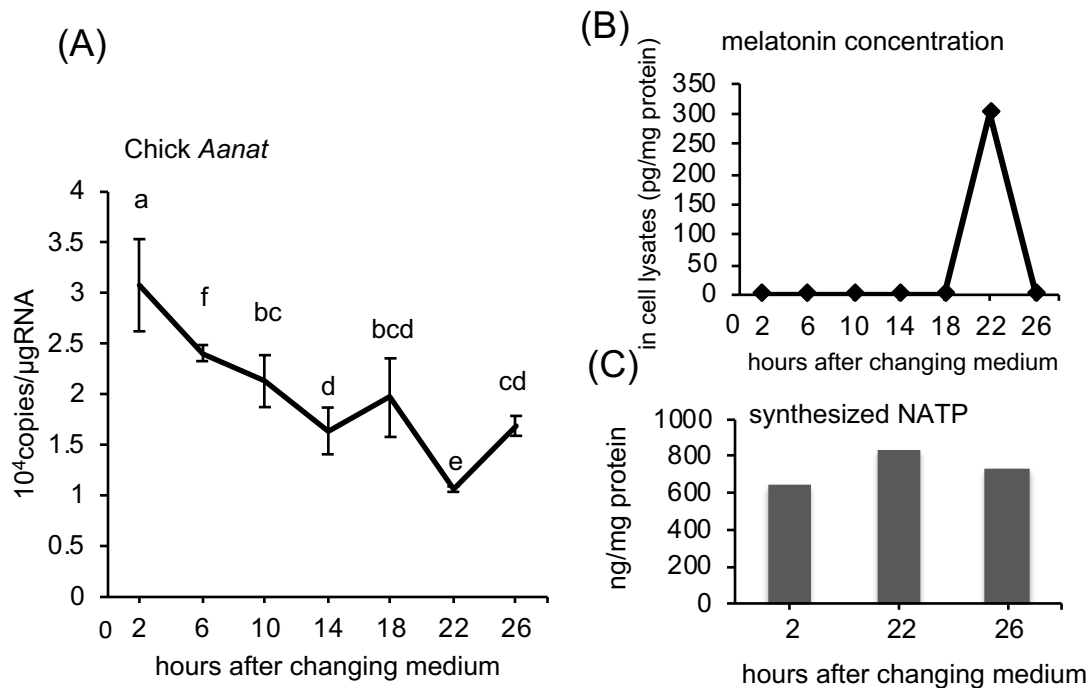 (A)
Chick Aanat
10⁴copies/µgRNA
4
3.5
3
2.5
2
1.5
1
0.5
0
a
f
bc
d
bcd
e
cd
0 2 6 10 14 18 22 26
hours after changing medium
(B)
melatonin concentration
in cell lysates (pg/mg protein)
350
300
250
200
150
100
50
0
0 2 6 10 14 18 22 26
hours after changing medium
(C)
synthesized NATP
ng/mg protein
1000
800
600
400
200
0
2 22 26
hours after changing medium